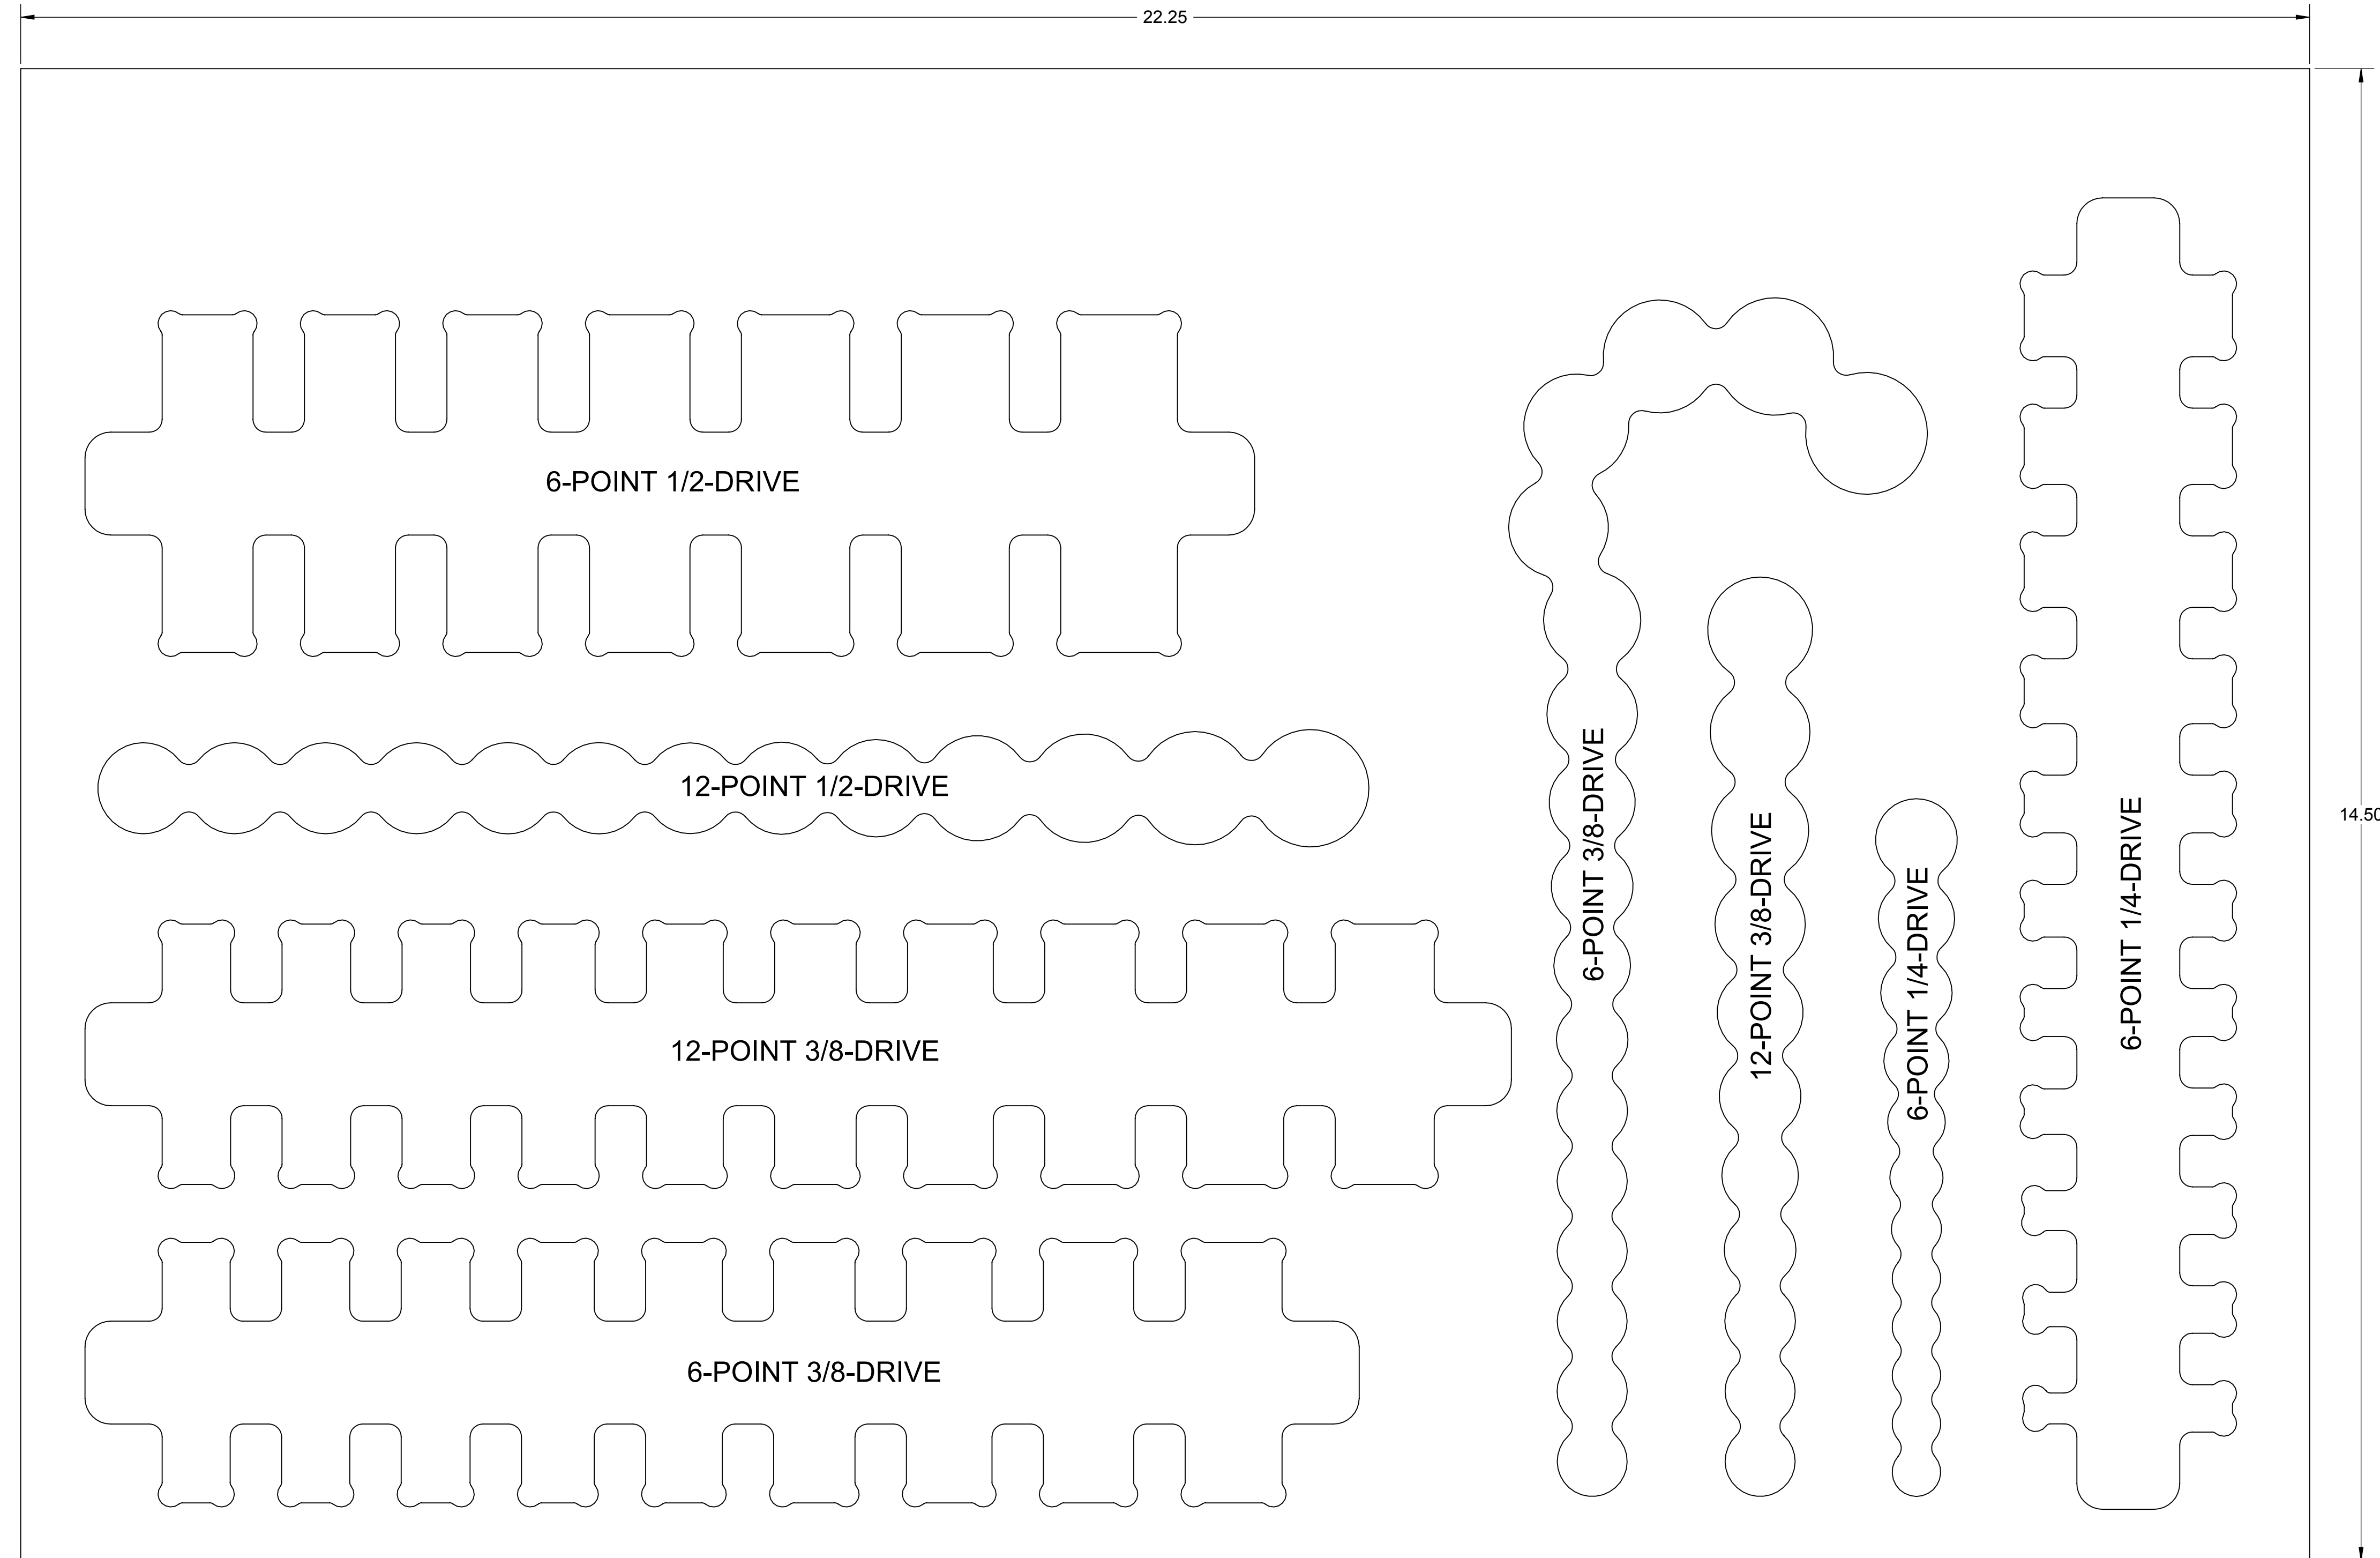 22.25
6-POINT 1/2-DRIVE
12-POINT 1/2-DRIVE
12-POINT 3/8-DRIVE
6-POINT 3/8-DRIVE
6-POINT 3/8-DRIVE
12-POINT 3/8-DRIVE
6-POINT 1/4-DRIVE
6-POINT 1/4-DRIVE
14.50